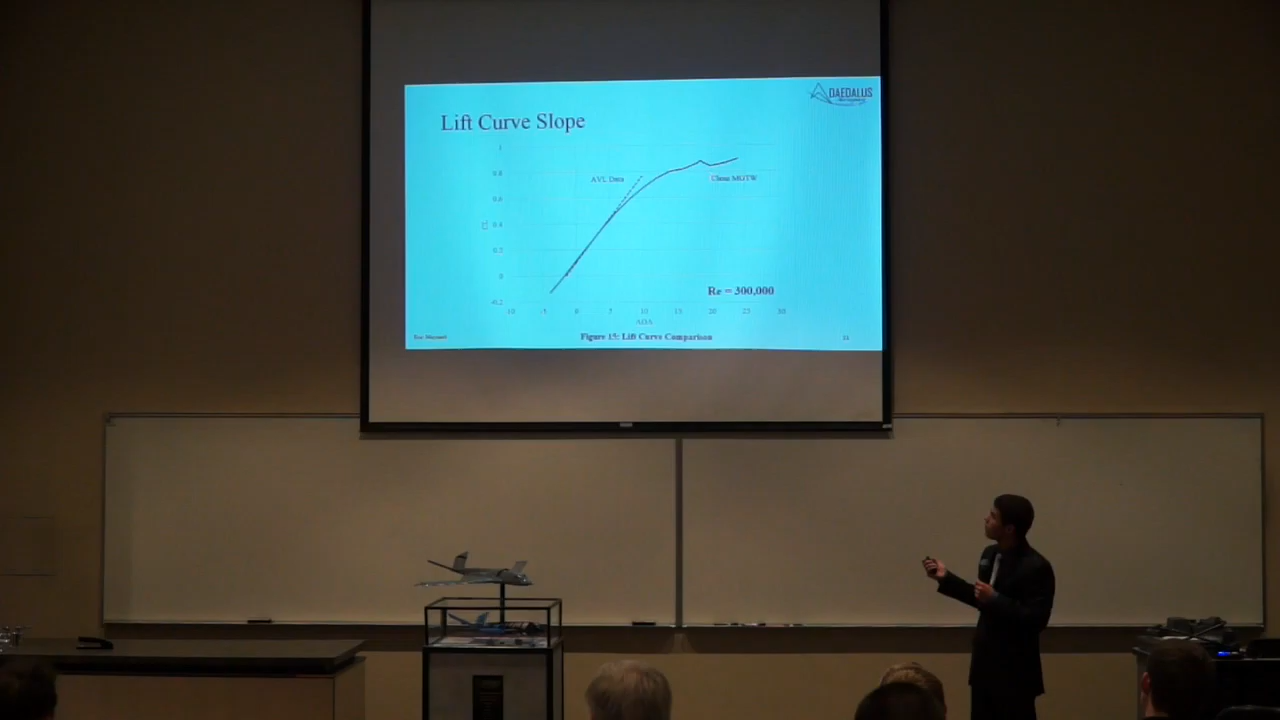 DAEDALUS
Lift Curve Slope
1
0.8
0.6
0.4
0.2
0
-0.2
AVL Data
Clean MGTW
Re = 300,000
-10 -5 0 5 10 15 20 25 30
AOA
Figure 15: Lift Curve Comparison